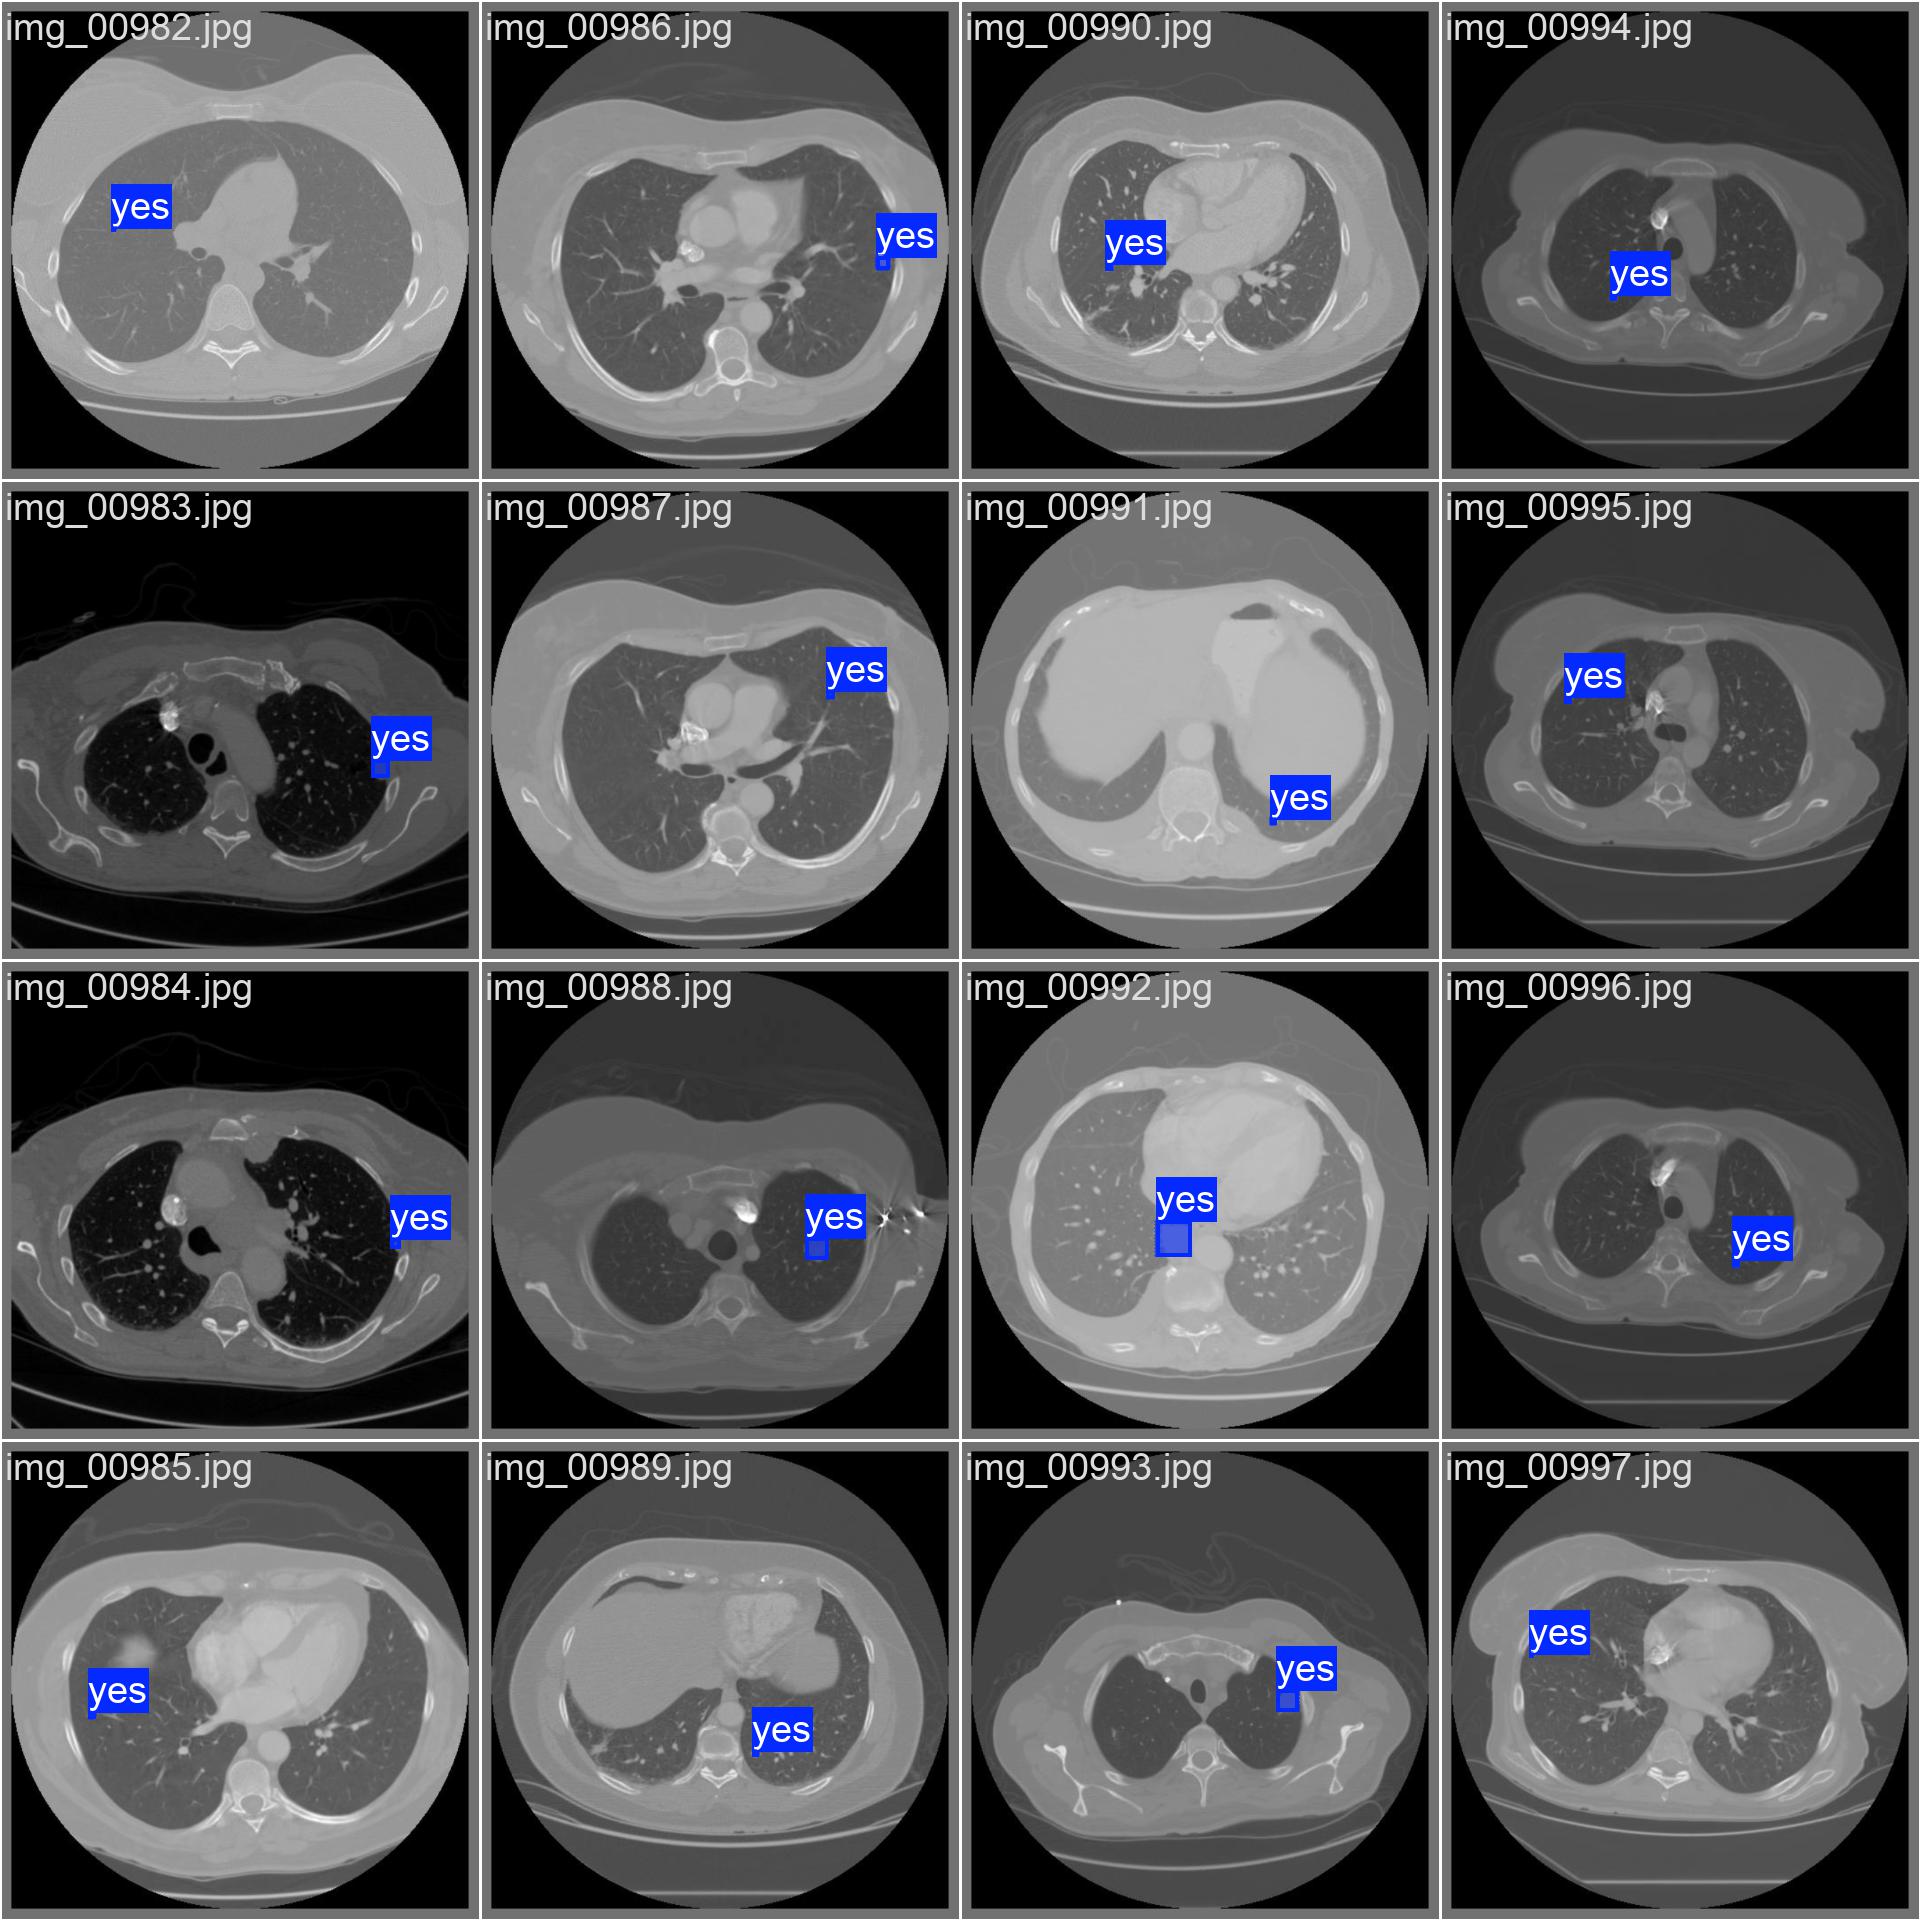 img_00982.jpg
yes
img_00986.jpg
yes
img_00990.jpg
yes
img_00994.jpg
yes
img_00983.jpg
yes
img_00987.jpg
yes
img_00991.jpg
yes
img_00995.jpg
yes
img_00984.jpg
yes
img_00988.jpg
yes
img_00992.jpg
yes
img_00996.jpg
yes
img_00985.jpg
yes
img_00989.jpg
yes
img_00993.jpg
yes
img_00997.jpg
yes